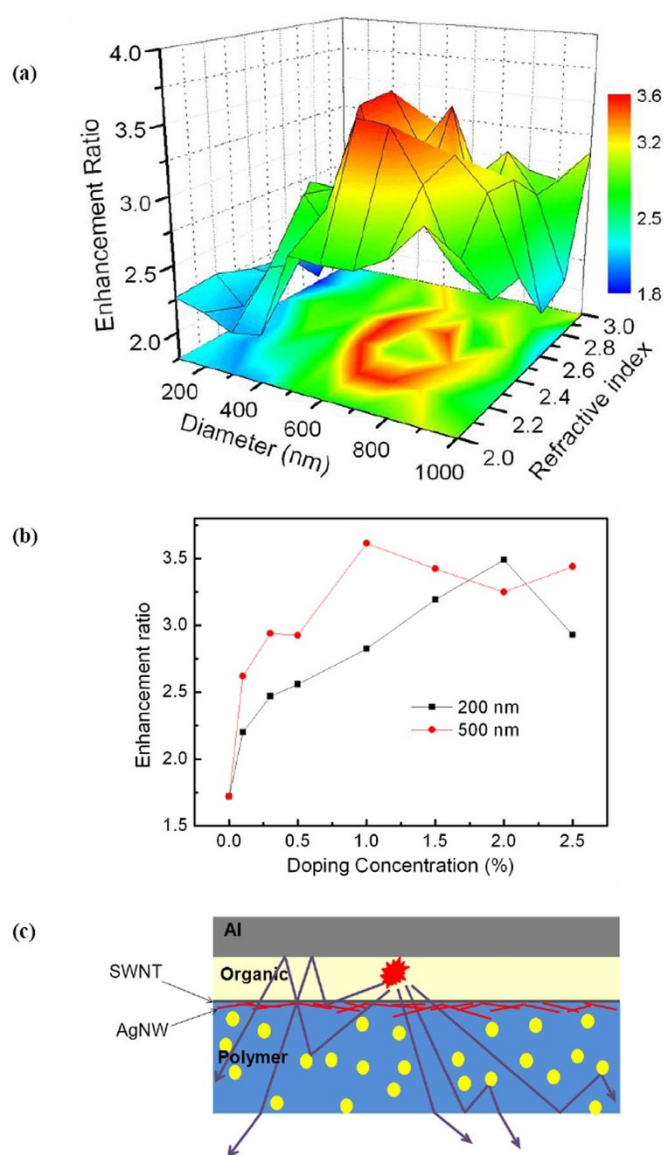 (a)
Enhancement Ratio
4.0
3.5
3.0
2.5
2.0
200
400
600
800
1000
Diameter (nm)
2.0
2.2
2.4
2.6
2.8
3.0
Refractive index
3.6
3.2
2.5
1.8
(b)
Enhancement ratio
3.5
3.0
2.5
2.0
1.5
200 nm
500 nm
0.0 0.5 1.0 1.5 2.0 2.5
Doping Concentration (%)
(c)
Al
Organic
SWNT
AgNW
Polymer